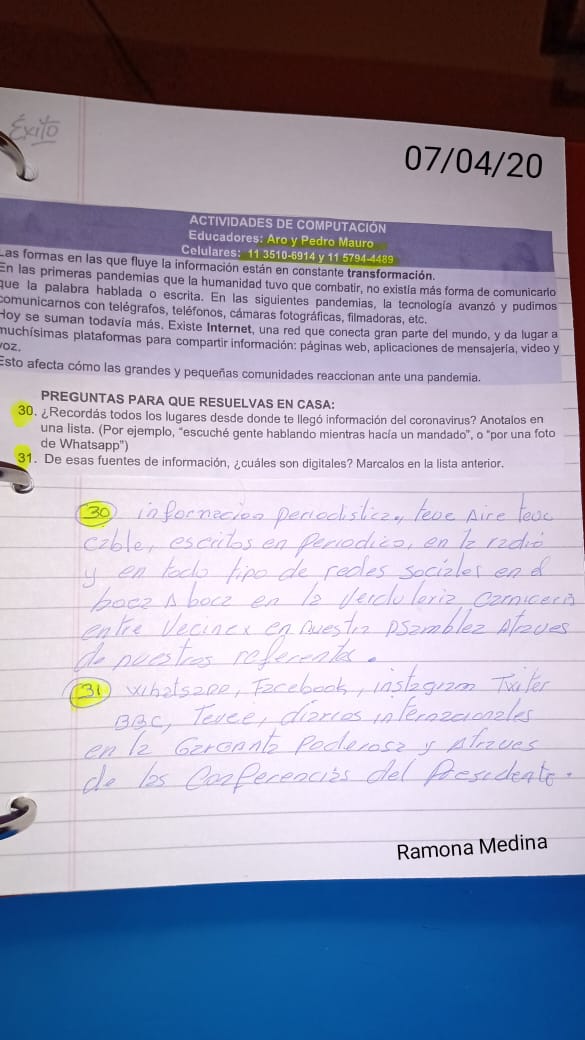 Éxito
07/04/20
ACTIVIDADES DE COMPUTACIÓN
Educadores: Aro y Pedro Mauro
Celulares: 11 3510-6914 y 11 5794-4489
Las formas en las que fluye la información están en constante transformación.
En las primeras pandemias que la humanidad tuvo que combatir, no existía más forma de comunicarlo
que la palabra hablada o escrita. En las siguientes pandemias, la tecnología avanzó y pudimos
comunicarnos con telégrafos, teléfonos, cámaras fotográficas, filmadoras, etc.
Hoy se suman todavía más. Existe Internet, una red que conecta gran parte del mundo, y da lugar a
muchísimas plataformas para compartir información: páginas web, aplicaciones de mensajería, video y
voz.
Esto afecta cómo las grandes y pequeñas comunidades reaccionan ante una pandemia.
PREGUNTAS PARA QUE RESUELVAS EN CASA:
30. ¿Recordás todos los lugares desde donde te llegó información del coronavirus? Anotalos en
una lista. (Por ejemplo, "escuché gente hablando mientras hacía un mandado", o "por una foto
de Whatsapp")
31. De esas fuentes de información, ¿cuáles son digitales? Marcalos en la lista anterior.
30 informacion periodistica, teve Aire teve
cable, escritos en Periodico, en la radio
y en todo tipo de redes sociales en el
boca A boca en la Verduleria carniceria
entre Vecinex en nuestra Asamblea Atraves
de nuestros referentes.
31 Whatsapp, Facebook, instagram Twiter
BBC, Tevee, diarios internacionales
en la Garganta Poderosa y Atraves
de las Conferencias del Presidente.
Ramona Medina